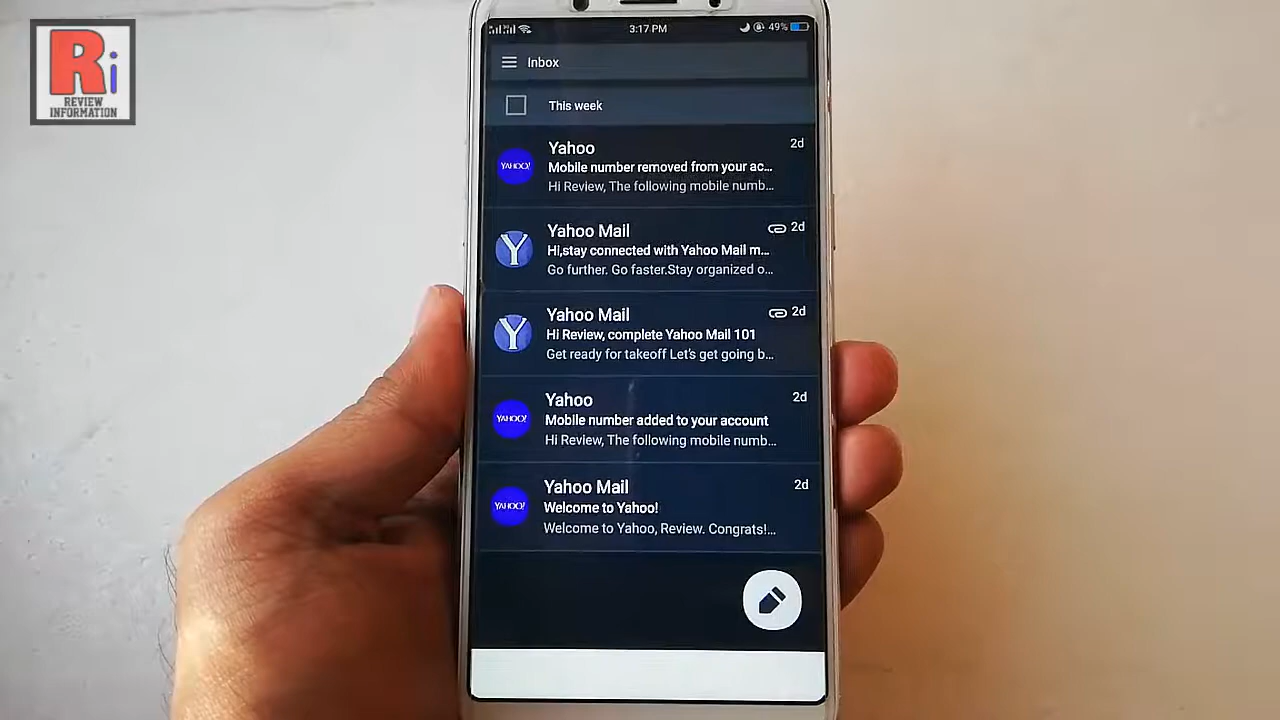 Ri
REVIEW
INFORMATION
3:17 PM
49%
Inbox
This week
YAHOO!
Yahoo
2d
Mobile number removed from your ac...
Hi Review, The following mobile numb...
Y
Yahoo Mail
2d
Hi,stay connected with Yahoo Mail m...
Go further. Go faster.Stay organized o...
Y
Yahoo Mail
2d
Hi Review, complete Yahoo Mail 101
Get ready for takeoff Let's get going b...
YAHOO!
Yahoo
2d
Mobile number added to your account
Hi Review, The following mobile numb...
YAHOO!
Yahoo Mail
2d
Welcome to Yahoo!
Welcome to Yahoo, Review. Congrats!...